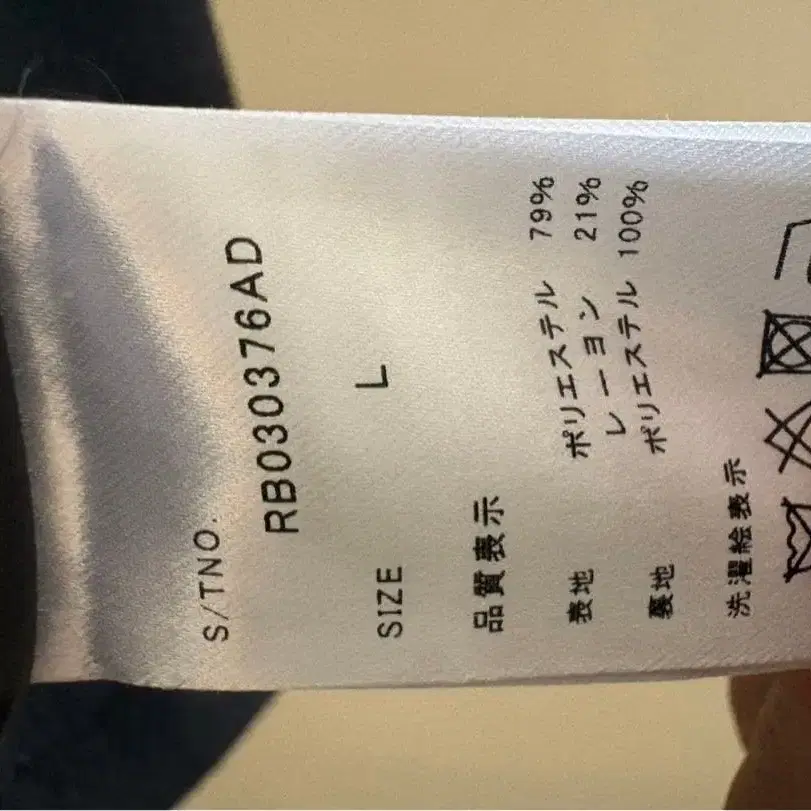 S/TNO.
RB030376AD
SIZE L
品質表示
表地 ポリエステル 79%
レーヨン 21%
裏地 ポリエステル 100%
洗濯絵表示